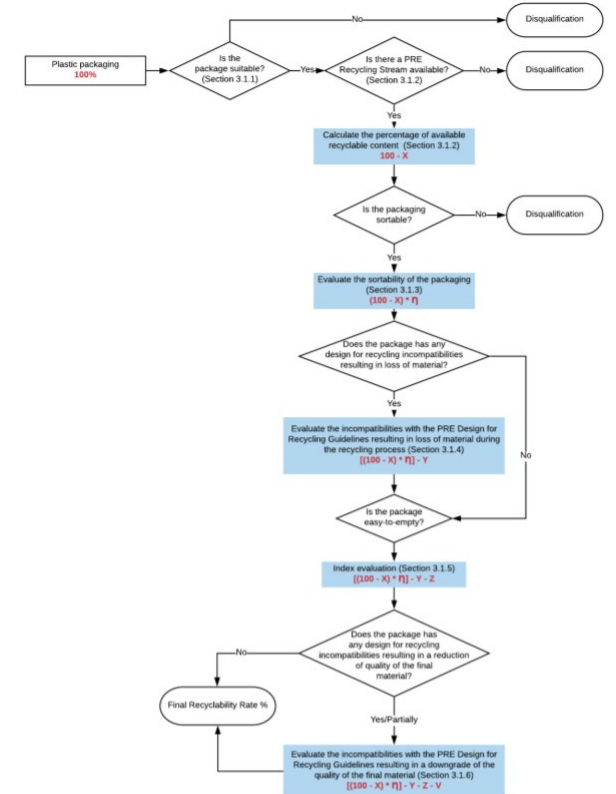 No
Disqualification
Plastic packaging
100%
Is the
package suitable?
(Section 3.1.1)
Yes
Is there a PRE
Recycling Stream available?
(Section 3.1.2)
No
Disqualification
Yes
Calculate the percentage of available
recyclable content (Section 3.1.2)
100 - X
Is the packaging
sortable?
No
Disqualification
Yes
Evaluate the sortability of the packaging
(Section 3.1.3)
(100 - X) * η
Does the package has any
design for recycling incompatibilities
resulting in loss of material?
Yes
No
Evaluate the incompatibilities with the PRE Design for
Recycling Guidelines resulting in loss of material during
the recycling process (Section 3.1.4)
[(100 - X) * η] - Y
Is the package
easy-to-empty?
Index evaluation (Section 3.1.5)
[(100 - X) * η] - Y - Z
Does the package has
any design for recycling
incompatibilities resulting in a reduction
of quality of the final
material?
No
Final Recyclability Rate %
Yes/Partially
Evaluate the incompatibilities with the PRE Design for
Recycling Guidelines resulting in a downgrade of the
quality of the final material (Section 3.1.6)
[(100 - X) * η] - Y - Z - V